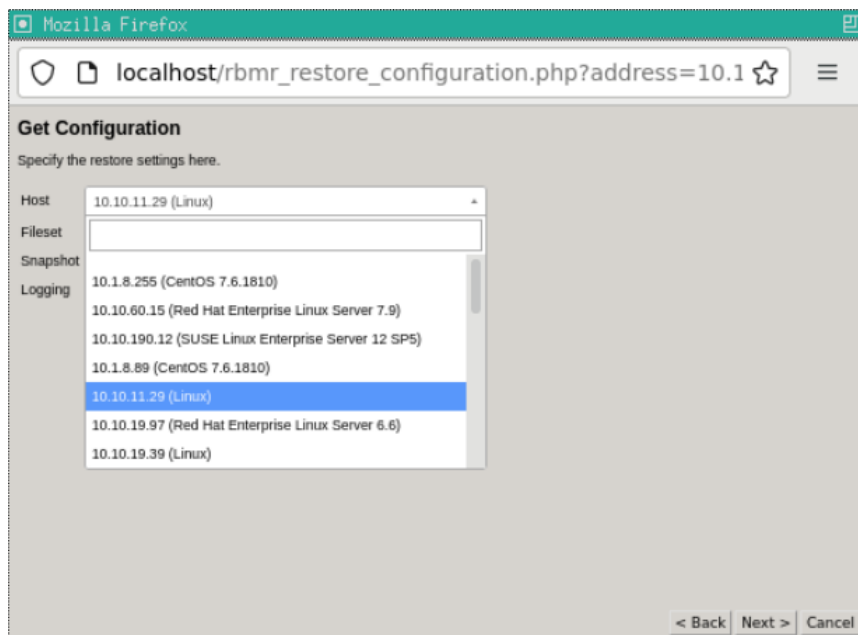 Mozilla Firefox
localhost/rbmr_restore_configuration.php?address=10.1
Get Configuration
Specify the restore settings here.
Host
10.10.11.29 (Linux)
Fileset
Snapshot
10.1.8.255 (CentOS 7.6.1810)
Logging
10.10.60.15 (Red Hat Enterprise Linux Server 7.9)
10.10.190.12 (SUSE Linux Enterprise Server 12 SP5)
10.1.8.89 (CentOS 7.6.1810)
10.10.11.29 (Linux)
10.10.19.97 (Red Hat Enterprise Linux Server 6.6)
10.10.19.39 (Linux)
< Back
Next >
Cancel